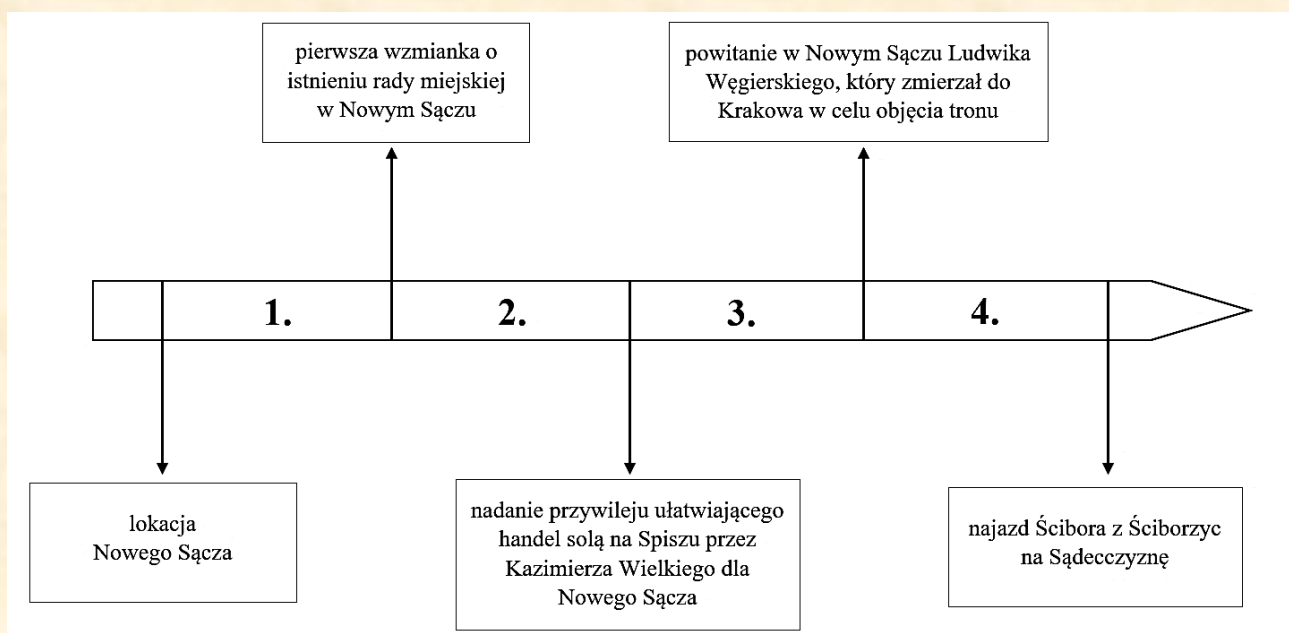 pierwsza wzmianka o
istnieniu rady miejskiej
w Nowym Sączu
powitanie w Nowym Sączu Ludwika
Węgierskiego, który zmierzał do
Krakowa w celu objęcia tronu
1.
2.
3.
4.
lokacja
Nowego Sącza
nadanie przywileju ułatwiającego
handel solą na Spiszu przez
Kazimierza Wielkiego dla
Nowego Sącza
najazd Ścibora z Ściborzyc
na Sądecczyznę